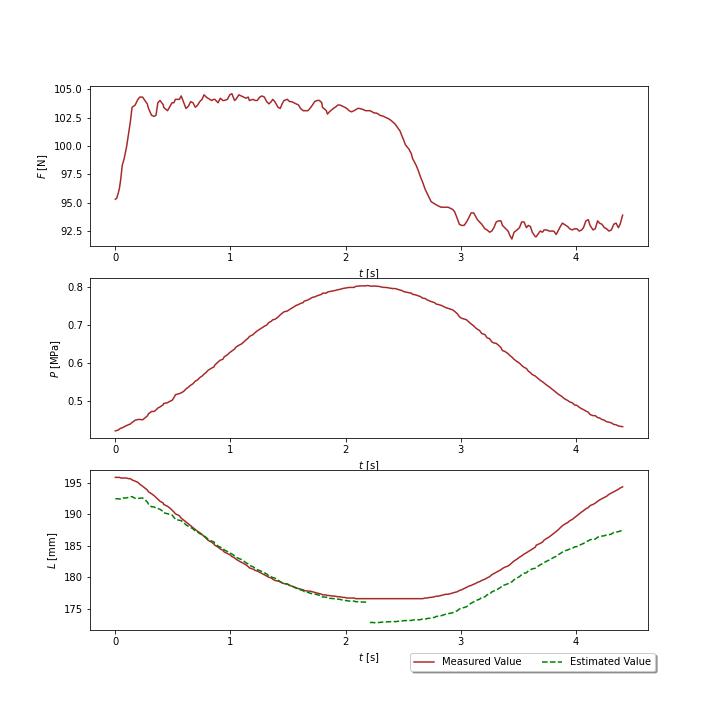 105.0
102.5
100.0
97.5
95.0
92.5
F [N]
0 1 2 3 4
t [s]
0.8
0.7
0.6
0.5
P [MPa]
0 1 2 3 4
t [s]
195
190
185
180
175
L [mm]
0 1 2 3 4
t [s]
Measured Value Estimated Value